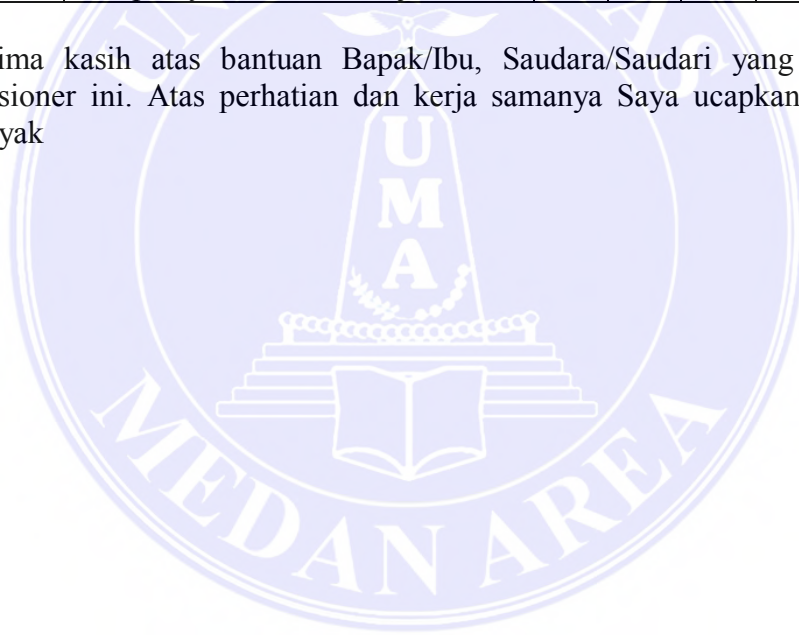 ima kasih atas bantuan Bapak/Ibu, Saudara/Saudari yang
sioner ini. Atas perhatian dan kerja samanya Saya ucapkan
yak
UMA
MEDAN AREA